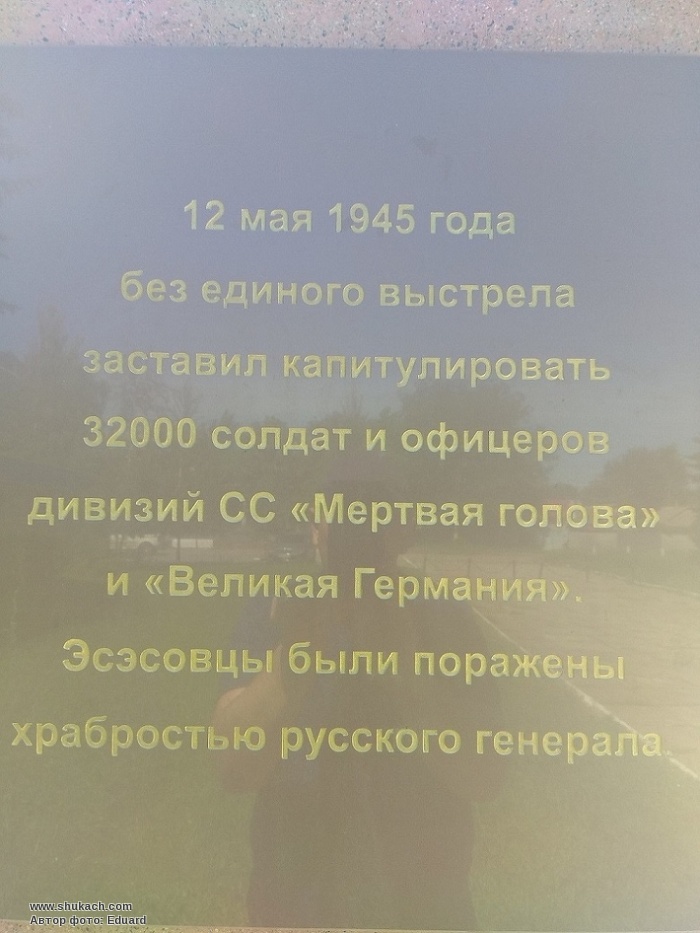 12 мая 1945 года
без единого выстрела
заставил капитулировать
32000 солдат и офицеров
дивизий СС «Мертвая голова»
и «Великая Германия».
Эсэсовцы были поражены
храбростью русского генерала.
www.shukach.com
Автор фото: Eduard